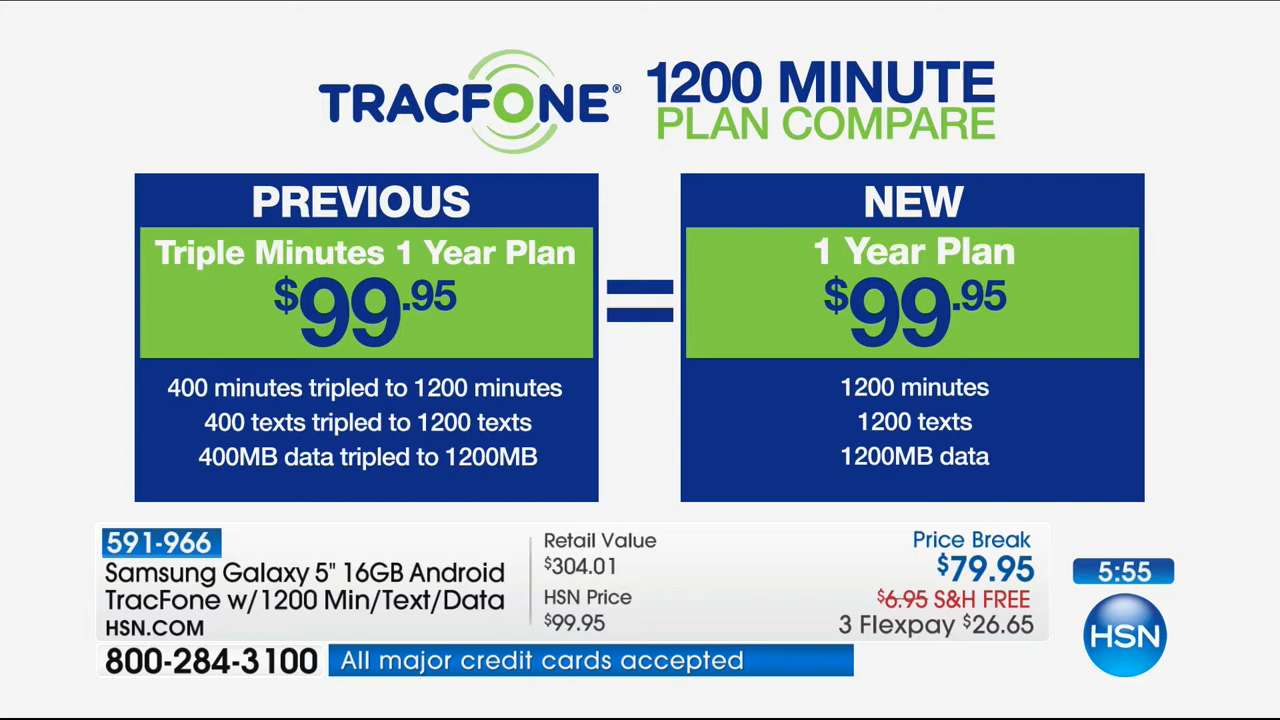 TRACFONE®
1200 MINUTE
PLAN COMPARE
PREVIOUS
Triple Minutes 1 Year Plan
$99.95
400 minutes tripled to 1200 minutes
400 texts tripled to 1200 texts
400MB data tripled to 1200MB
=
NEW
1 Year Plan
$99.95
1200 minutes
1200 texts
1200MB data
591-966
Samsung Galaxy 5" 16GB Android
TracFone w/1200 Min/Text/Data
HSN.COM
Retail Value
$304.01
HSN Price
$99.95
Price Break
$79.95
$6.95 S&H FREE
3 Flexpay $26.65
5:55
HSN
800-284-3100
All major credit cards accepted